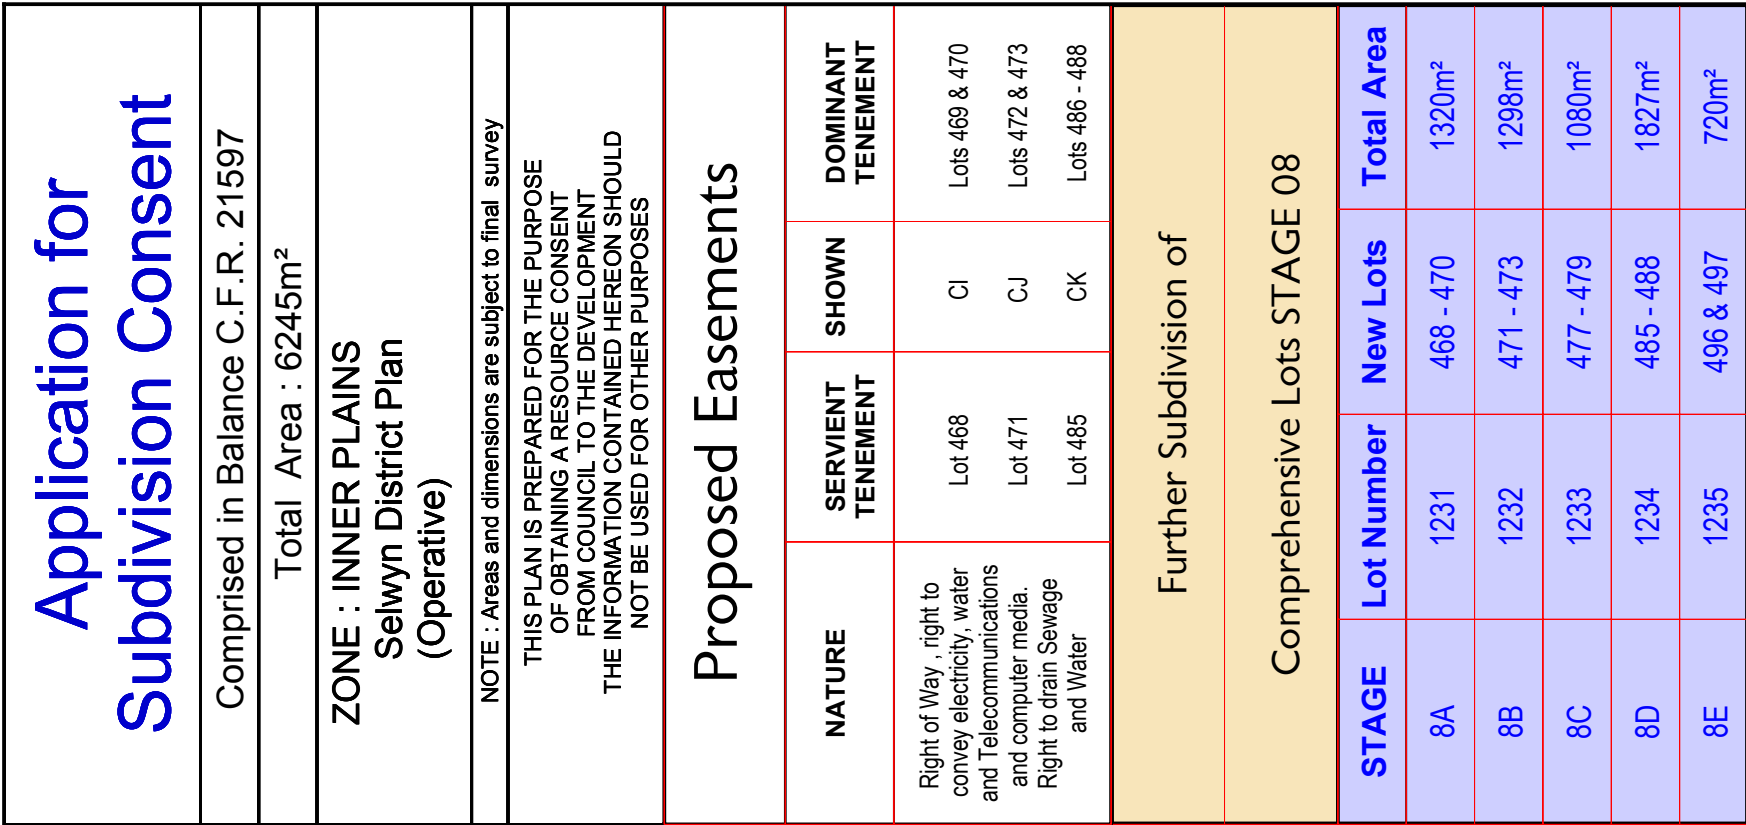 Application for
Subdivision Consent
Comprised in Balance C.F.R. 21597
Total Area : 6245m²
ZONE : INNER PLAINS
Selwyn District Plan
(Operative)
NOTE : Areas and dimensions are subject to final survey
THIS PLAN IS PREPARED FOR THE PURPOSE
OF OBTAINING A RESOURCE CONSENT
FROM COUNCIL TO THE DEVELOPMENT
THE INFORMATION CONTAINED HEREON SHOULD
NOT BE USED FOR OTHER PURPOSES
Proposed Easements
NATURE SERVIENT TENEMENT SHOWN DOMINANT TENEMENT
Right of Way , right to
convey electricity, water
and Telecommunications
and computer media.
Right to drain Sewage
and Water
Lot 468 CI Lots 469 & 470
Lot 471 CJ Lots 472 & 473
Lot 485 CK Lots 486 - 488
Further Subdivision of
Comprehensive Lots STAGE 08
STAGE Lot Number New Lots Total Area
8A 1231 468 - 470 1320m²
8B 1232 471 - 473 1298m²
8C 1233 477 - 479 1080m²
8D 1234 485 - 488 1827m²
8E 1235 496 & 497 720m²